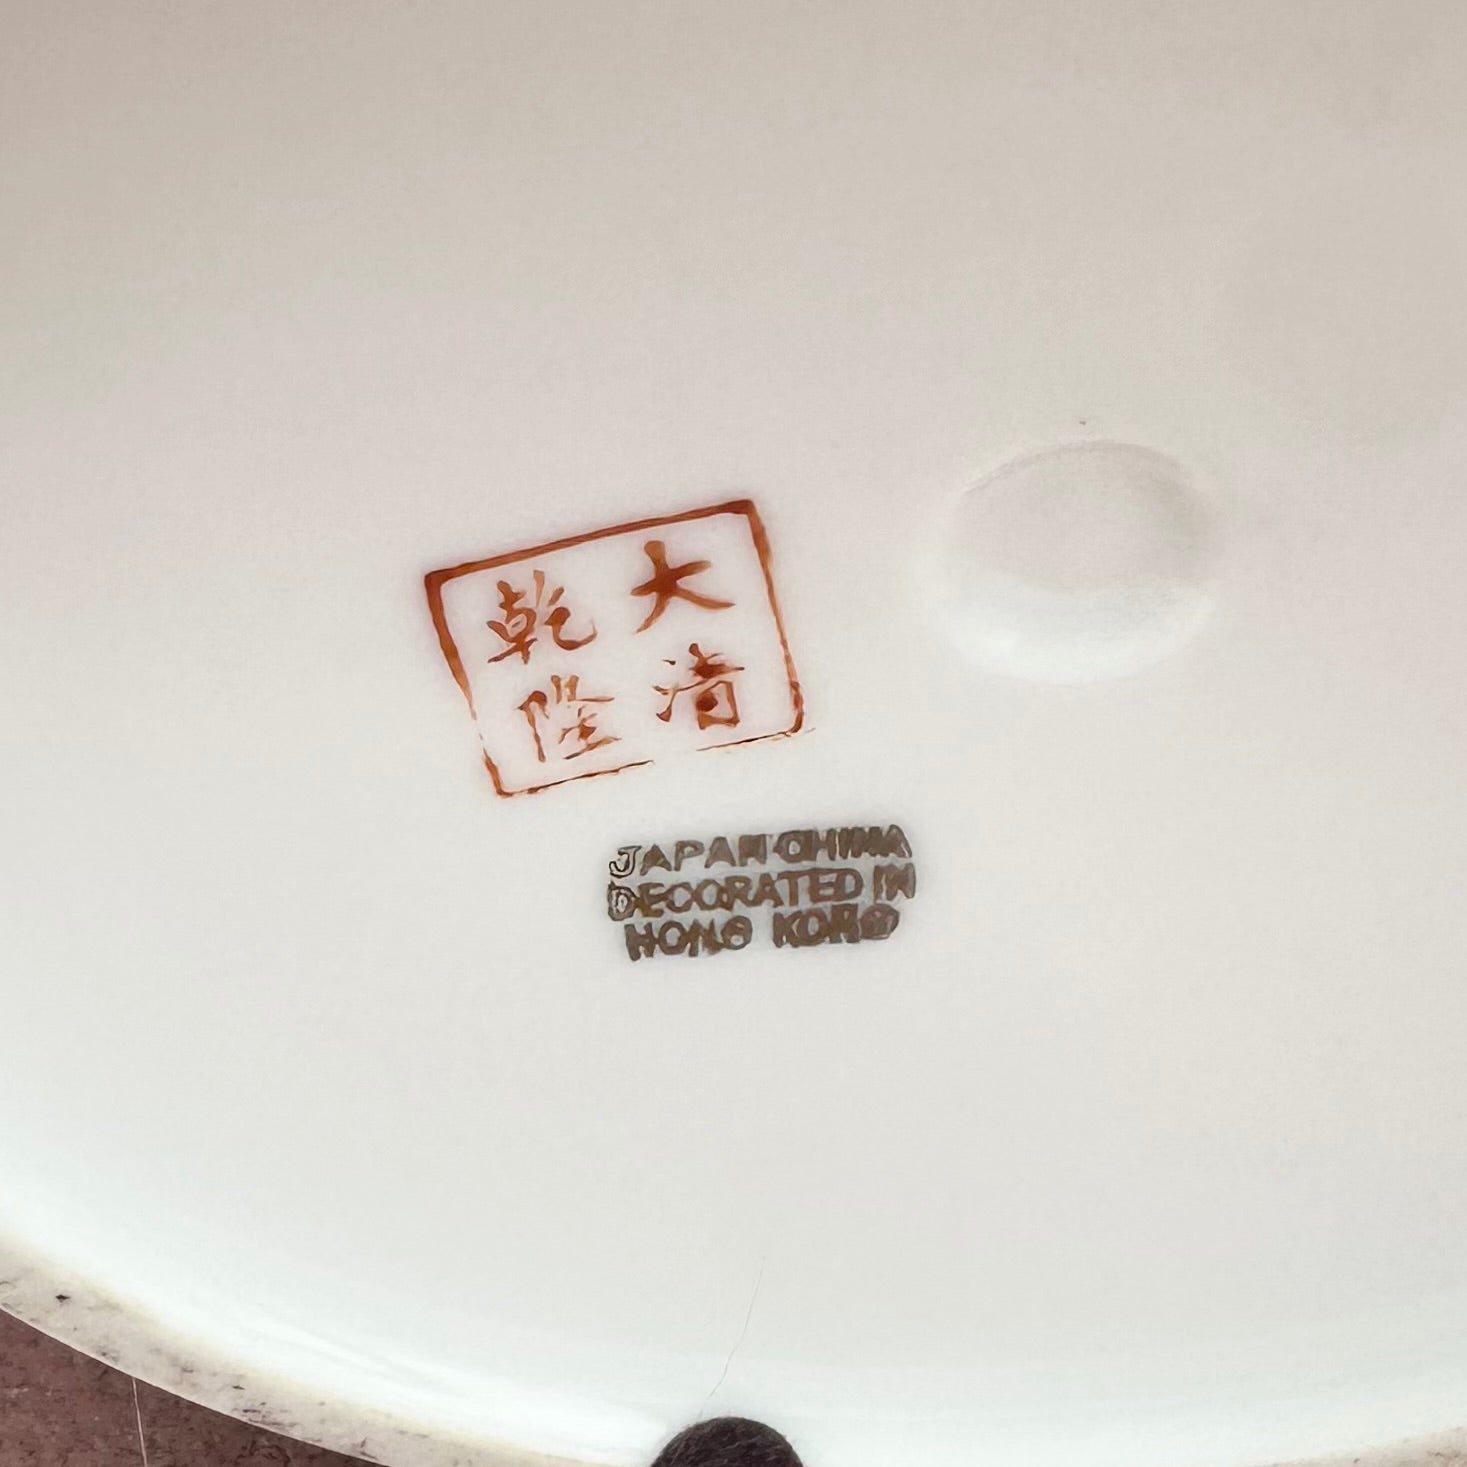 大清
乾隆
JAPAN CHINA
DECORATED IN
HONG KONG